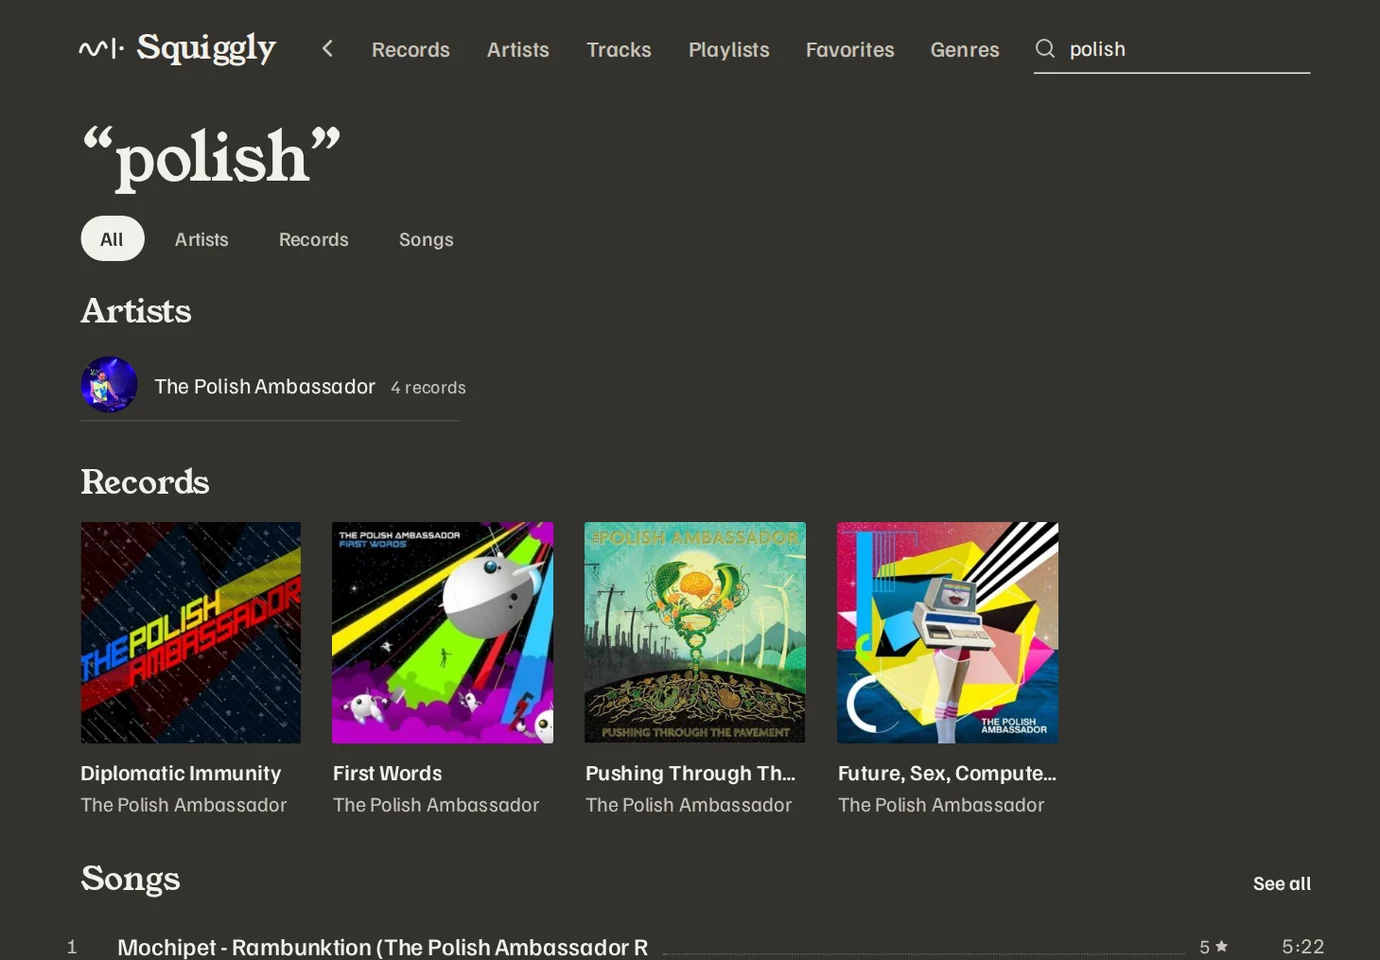 Squiggly Records Artists Tracks Playlists Favorites Genres polish
“polish”
All Artists Records Songs
Artists
The Polish Ambassador 4 records
Records
THE POLISH AMBASSADOR
THE POLISH AMBASSADOR
FIRST WORDS
THE POLISH AMBASSADOR
PUSHING THROUGH THE PAVEMENT
THE POLISH
AMBASSADOR
Diplomatic Immunity First Words Pushing Through Th... Future, Sex, Compute...
The Polish Ambassador The Polish Ambassador The Polish Ambassador The Polish Ambassador
Songs See all
1 Mochipet - Rambunktion (The Polish Ambassador R 5 ★ 5:22